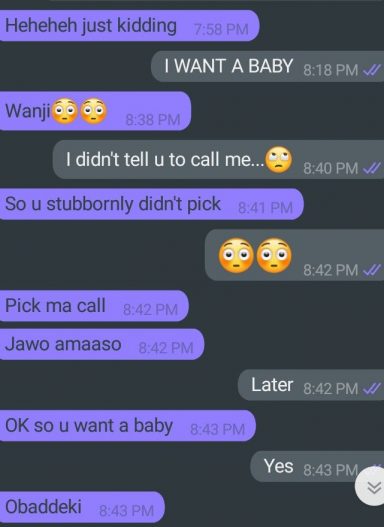 Heheheh just kidding 7:58 PM
I WANT A BABY 8:18 PM
Wanji😳😳 8:38 PM
I didn't tell u to call me...🙄 8:40 PM
So u stubbornly didn't pick 8:41 PM
😳😳 8:42 PM
Pick ma call 8:42 PM
Jawo amaaso 8:42 PM
Later 8:42 PM
OK so u want a baby 8:43 PM
Yes 8:43 PM
Obaddeki 8:43 PM